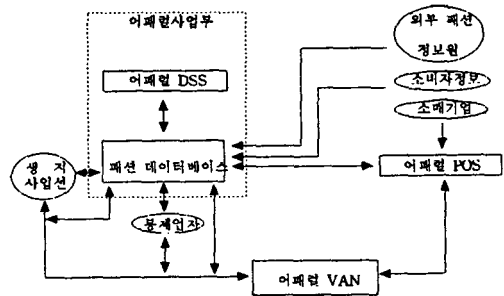 어패럴사업부
외부 패션
정보원
어패럴 DSS
소비자정보
소매기업
생 지
사입선
패션 데이터베이스
어패럴 POS
봉제업자
어패럴 VAN